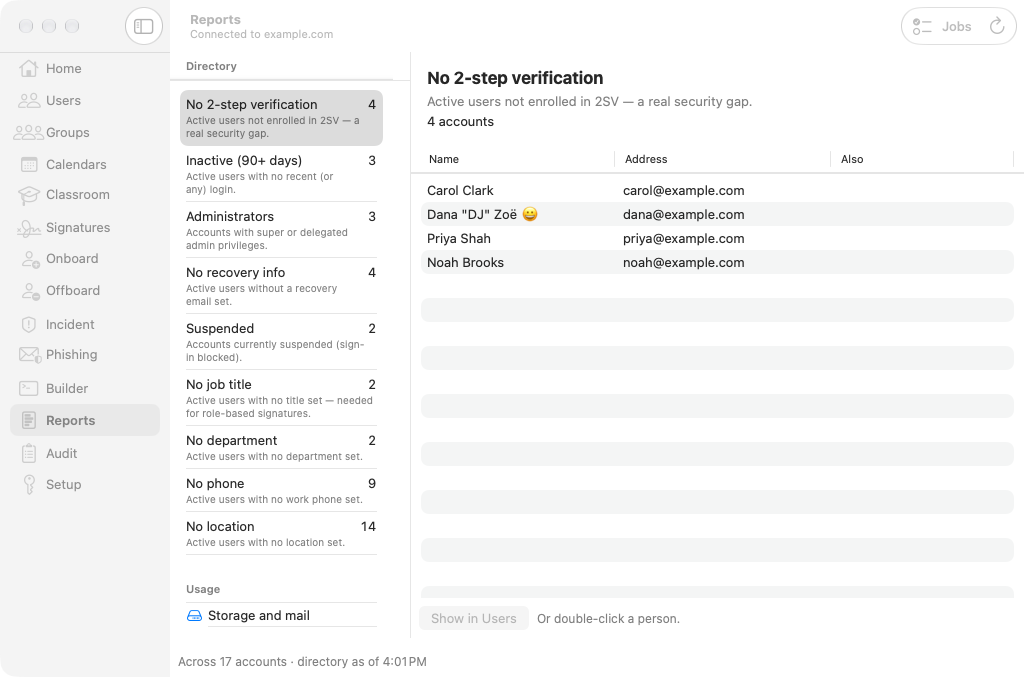 Reports
Connected to example.com
Jobs
Home
Users
Groups
Calendars
Classroom
Signatures
Onboard
Offboard
Incident
Phishing
Builder
Reports
Audit
Setup
Directory
No 2-step verification 4
Active users not enrolled in 2SV — a
real security gap.
Inactive (90+ days) 3
Active users with no recent (or
any) login.
Administrators 3
Accounts with super or delegated
admin privileges.
No recovery info 4
Active users without a recovery
email set.
Suspended 2
Accounts currently suspended (sign-
in blocked).
No job title 2
Active users with no title set — needed
for role-based signatures.
No department 2
Active users with no department set.
No phone 9
Active users with no work phone set.
No location 14
Active users with no location set.
Usage
Storage and mail
No 2-step verification
Active users not enrolled in 2SV — a real security gap.
4 accounts
Name Address Also
Carol Clark carol@example.com
Dana "DJ" Zoë 😀 dana@example.com
Priya Shah priya@example.com
Noah Brooks noah@example.com
Show in Users Or double-click a person.
Across 17 accounts · directory as of 4:01 PM